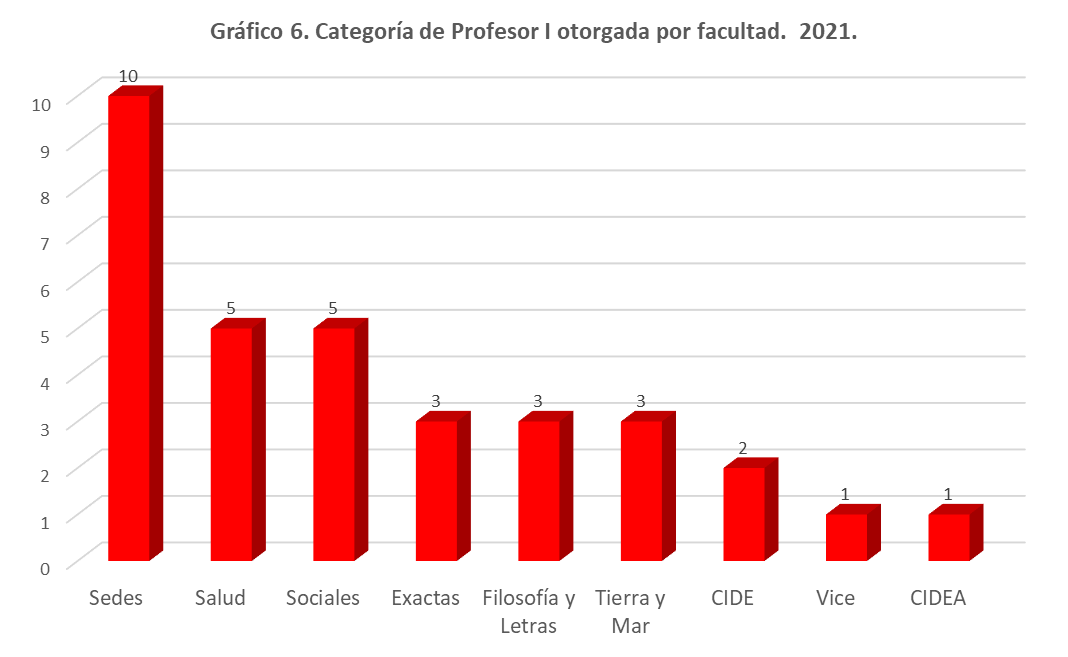 Gráfico 6. Categoría de Profesor I otorgada por facultad.  2021.
10
9
8
7
6
5
4
3
2
1
0
10
5
5
3
3
3
2
1
1
Sedes
Salud
Sociales
Exactas
Filosofía y
Letras
Tierra y
Mar
CIDE
Vice
CIDEA